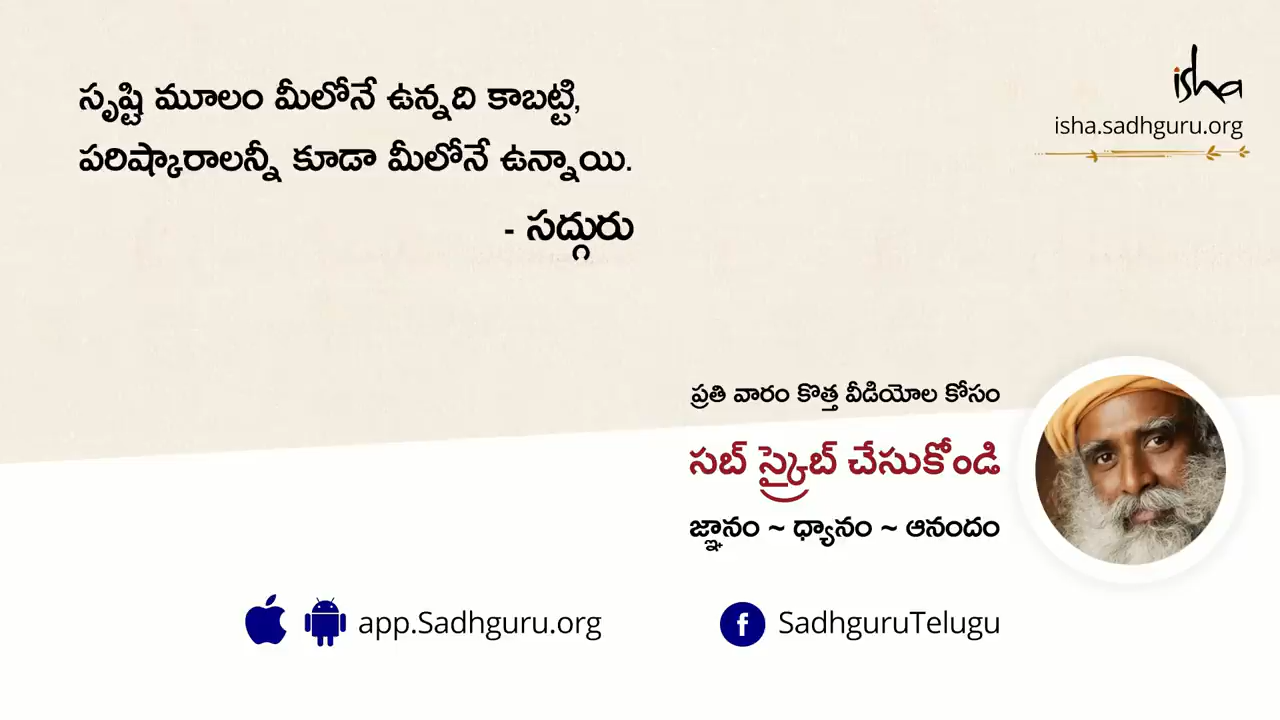 సృష్టి మూలం మీలోనే ఉన్నది కాబట్టి,
పరిష్కారాలన్నీ కూడా మీలోనే ఉన్నాయి.
- సద్గురు
isha
isha.sadhguru.org
ప్రతి వారం కొత్త వీడియోల కోసం
సబ్ స్క్రైబ్ చేసుకోండి
జ్ఞానం ~ ధ్యానం ~ ఆనందం
app.Sadhguru.org
f SadhguruTelugu